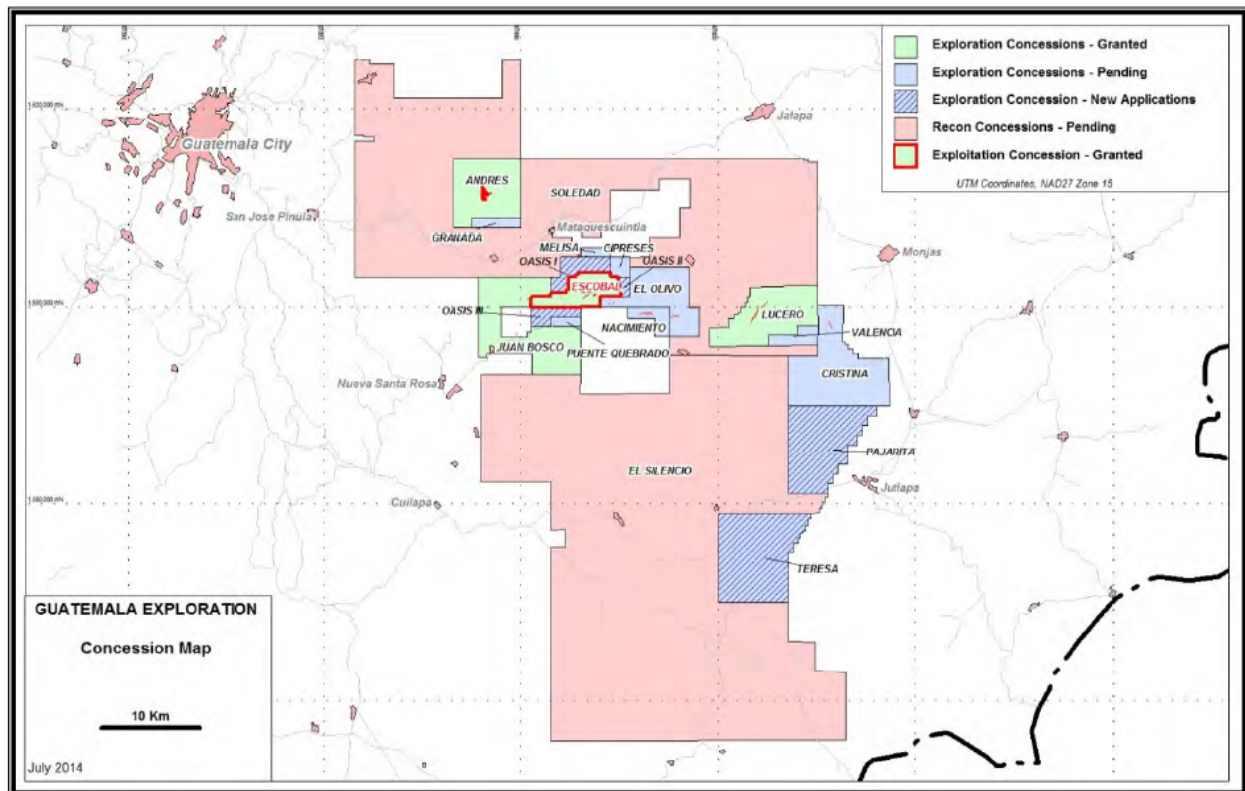 Exploration Concessions - Granted
Exploration Concessions - Pending
Exploration Concession - New Applications
Recon Concessions - Pending
Exploitation Concession - Granted
UTM Coordinates, NAD27 Zone 15
Guatemala City
Jalapa
ANDRES
SOLEDAD
San Jose Pinula
GRANADA
Mataquescuintla
MELISA
CIPRESES
Monjas
OASIS I
OASIS II
ESCOBAL
EL OLIVO
OASIS III
LUCERO
NACIMIENTO
VALENCIA
JUAN BOSCO
PUENTE QUEBRADO
CRISTINA
Nueva Santa Rosa
PAJARITA
EL SILENCIO
Jutiapa
Cuilapa
TERESA
GUATEMALA EXPLORATION
Concession Map
10 Km
July 2014